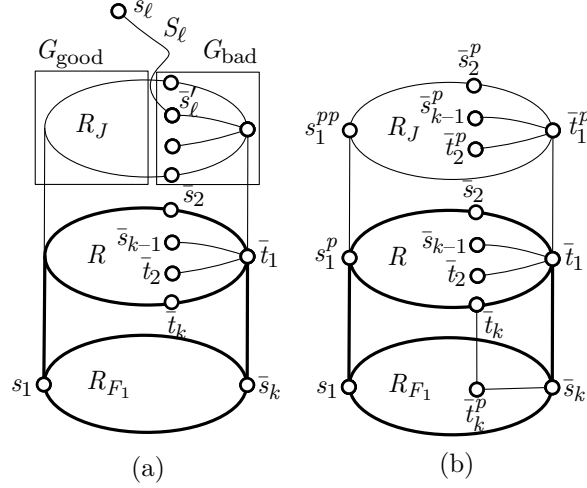 s_ℓ
S_ℓ
G_good
G_bad
s̄'_ℓ
R_J
s̄_2
s̄_{k−1}
R
t̄_2
t̄_1
t̄_k
s_1
R_{F_1}
s̄_k
(a)
s̄^p_2
s̄^p_{k−1}
s^{pp}_1
R_J
t̄^p_2
t̄^p_1
s̄_2
s̄_{k−1}
s^p_1
R
t̄_2
t̄_1
t̄_k
s_1
R_{F_1}
t̄^p_k
s̄_k
(b)